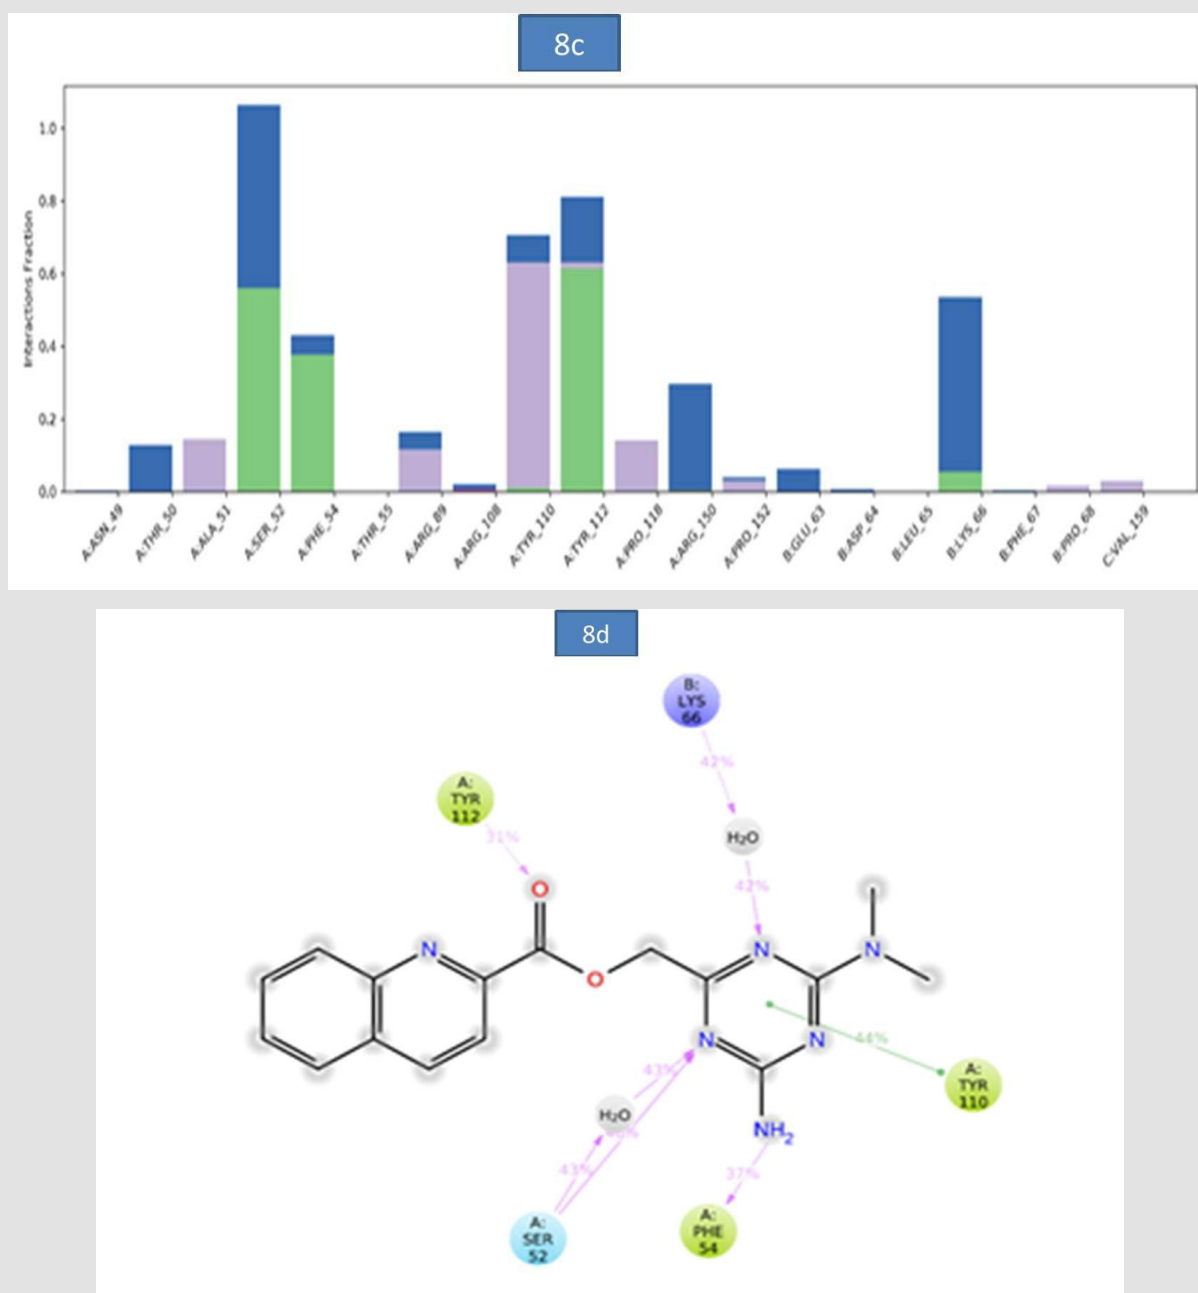 8c
Interactions Fraction
1.0
0.8
0.6
0.4
0.2
0.0
A:ASN_49
A:THR_50
A:ALA_51
A:SER_52
A:PHE_54
A:THR_55
A:ARG_89
A:ARG_108
A:TYR_110
A:TYR_112
A:PRO_118
A:ARG_150
A:PRO_152
B:GLU_63
B:ASP_64
B:LEU_65
B:LYS_66
B:PHE_67
B:PRO_68
C:VAL_159
8d
B:
LYS
66
42%
A:
TYR
112
31%
H₂O
42%
O
N
O
N
N
N
N
44%
A:
TYR
110
43%
H₂O
NH₂
43%
37%
A:
SER
52
A:
PHE
54